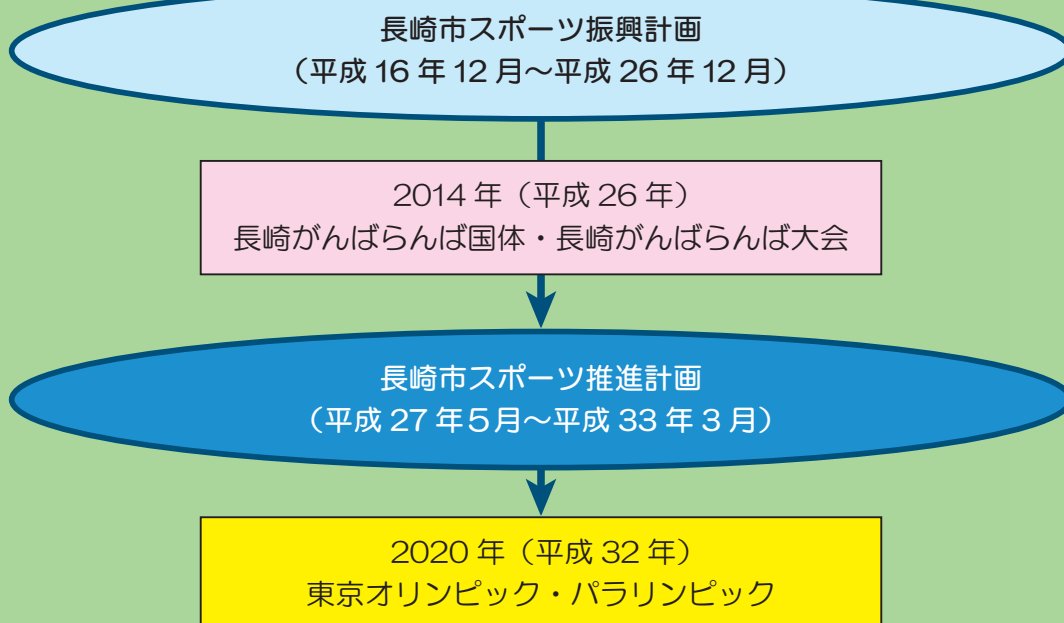 長崎市スポーツ振興計画
（平成 16 年 12 月～平成 26 年 12 月）
2014 年（平成 26 年）
長崎がんばらんば国体・長崎がんばらんば大会
長崎市スポーツ推進計画
（平成 27 年５月～平成 33 年 3 月）
2020 年（平成 32 年）
東京オリンピック・パラリンピック